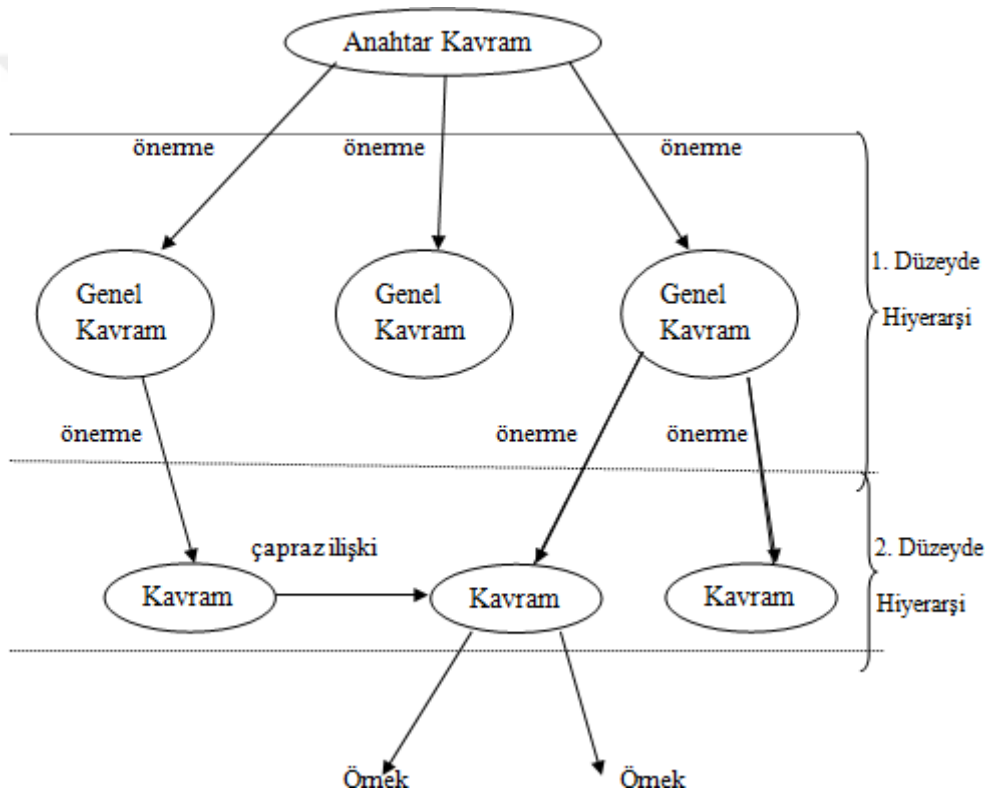 Anahtar Kavram
önerme
önerme
önerme
1. Düzeyde
Hiyerarşi
Genel
Kavram
Genel
Kavram
Genel
Kavram
önerme
önerme
önerme
çapraz ilişki
2. Düzeyde
Hiyerarşi
Kavram
Kavram
Kavram
Örnek
Örnek